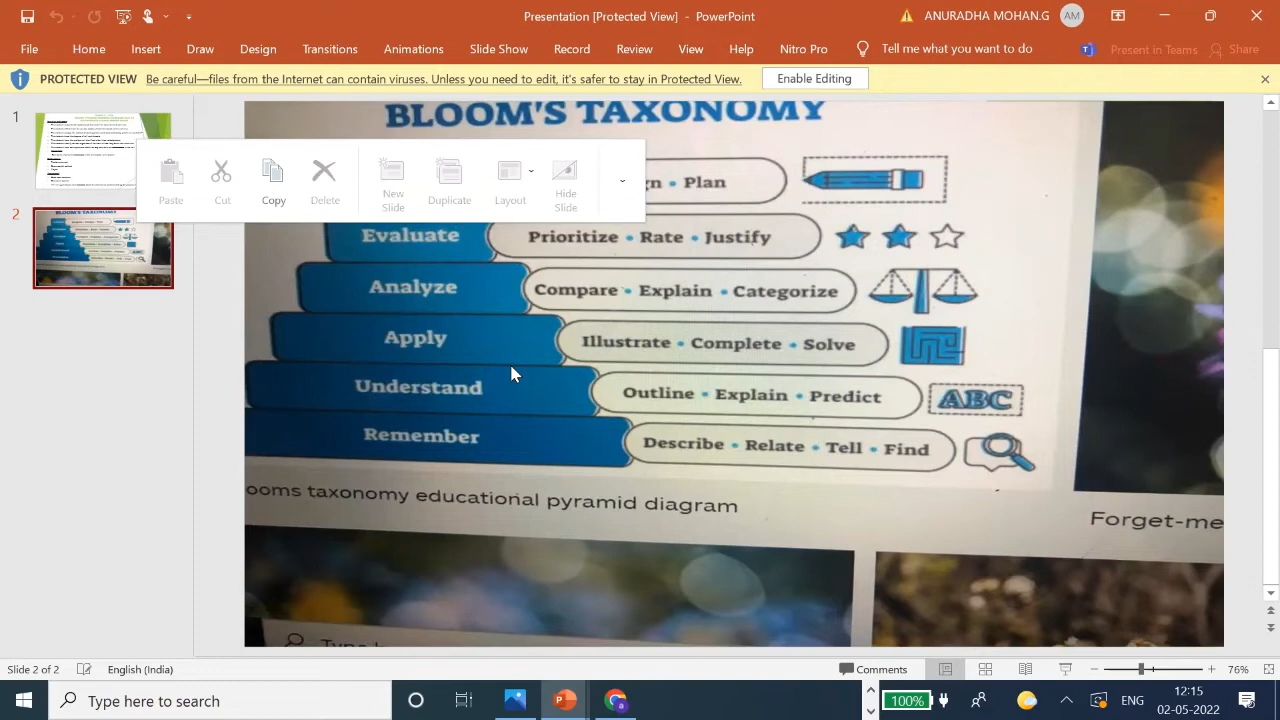 Presentation [Protected View] - PowerPoint
ANURADHA MOHAN.G
AM
File Home Insert Draw Design Transitions Animations Slide Show Record Review View Help Nitro Pro Tell me what you want to do Present in Teams Share
PROTECTED VIEW Be careful—files from the Internet can contain viruses. Unless you need to edit, it's safer to stay in Protected View. Enable Editing
1
2
Paste Cut Copy Delete New Slide Duplicate Layout Hide Slide
BLOOM'S TAXONOMY
• Plan
Evaluate Prioritize • Rate • Justify
Analyze Compare • Explain • Categorize
Apply Illustrate • Complete • Solve
Understand Outline • Explain • Predict
ABC
Remember Describe • Relate • Tell • Find
ooms taxonomy educational pyramid diagram
Forget-me
Slide 2 of 2 English (India) Comments 76%
Type here to search
100%
ENG
12:15
02-05-2022